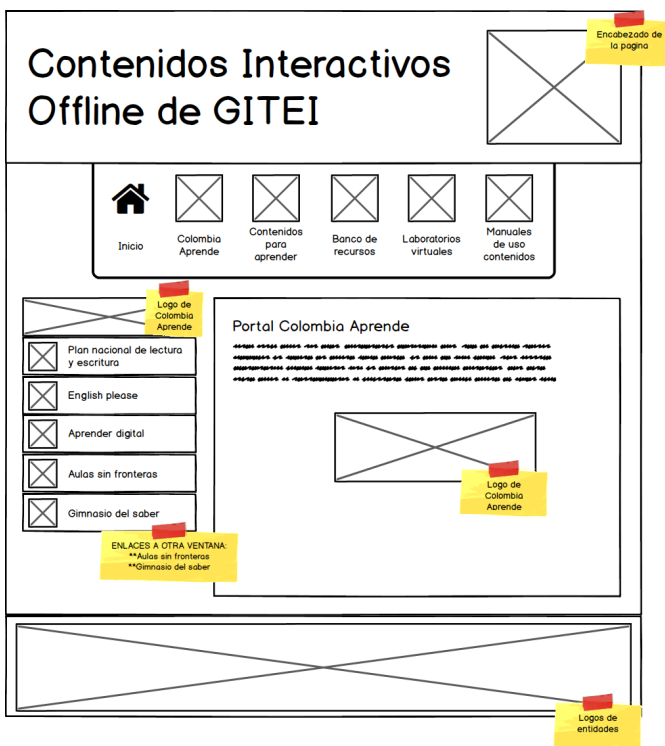 Contenidos Interactivos
Offline de GITEI
Encabezado de
la pagina
Inicio
Colombia
Aprende
Contenidos
para
aprender
Banco de
recursos
Laboratorios
virtuales
Manuales
de uso
contenidos
Logo de
Colombia
Aprende
Plan nacional de lectura
y escritura
English please
Aprender digital
Aulas sin fronteras
Gimnasio del saber
ENLACES A OTRA VENTANA:
**Aulas sin fronteras
**Gimnasio del saber
Portal Colombia Aprende
Logo de
Colombia
Aprende
Logos de
entidades